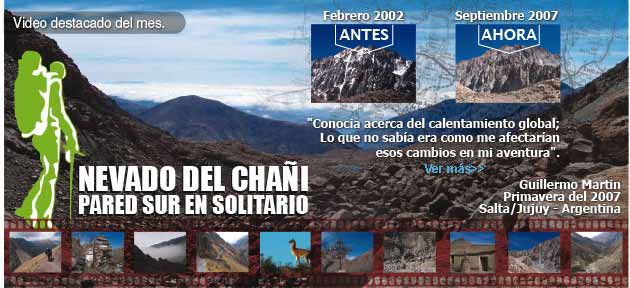 Video destacado del mes.
Febrero 2002
ANTES
Septiembre 2007
AHORA
"Conocía acerca del calentamiento global;
Lo que no sabía era como me afectarían
esos cambios en mi aventura".
Ver más>>
NEVADO DEL CHAÑI
PARED SUR EN SOLITARIO
Guillermo Martin
Primavera del 2007
Salta/Jujuy - Argentina